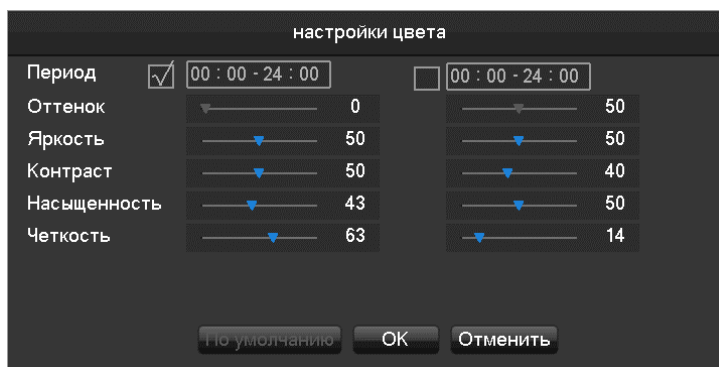 настройки цвета
Период 00 : 00 - 24 : 00 00 : 00 - 24 : 00
Оттенок 0 50
Яркость 50 50
Контраст 50 40
Насыщенность 43 50
Четкость 63 14
По умолчанию OK Отменить